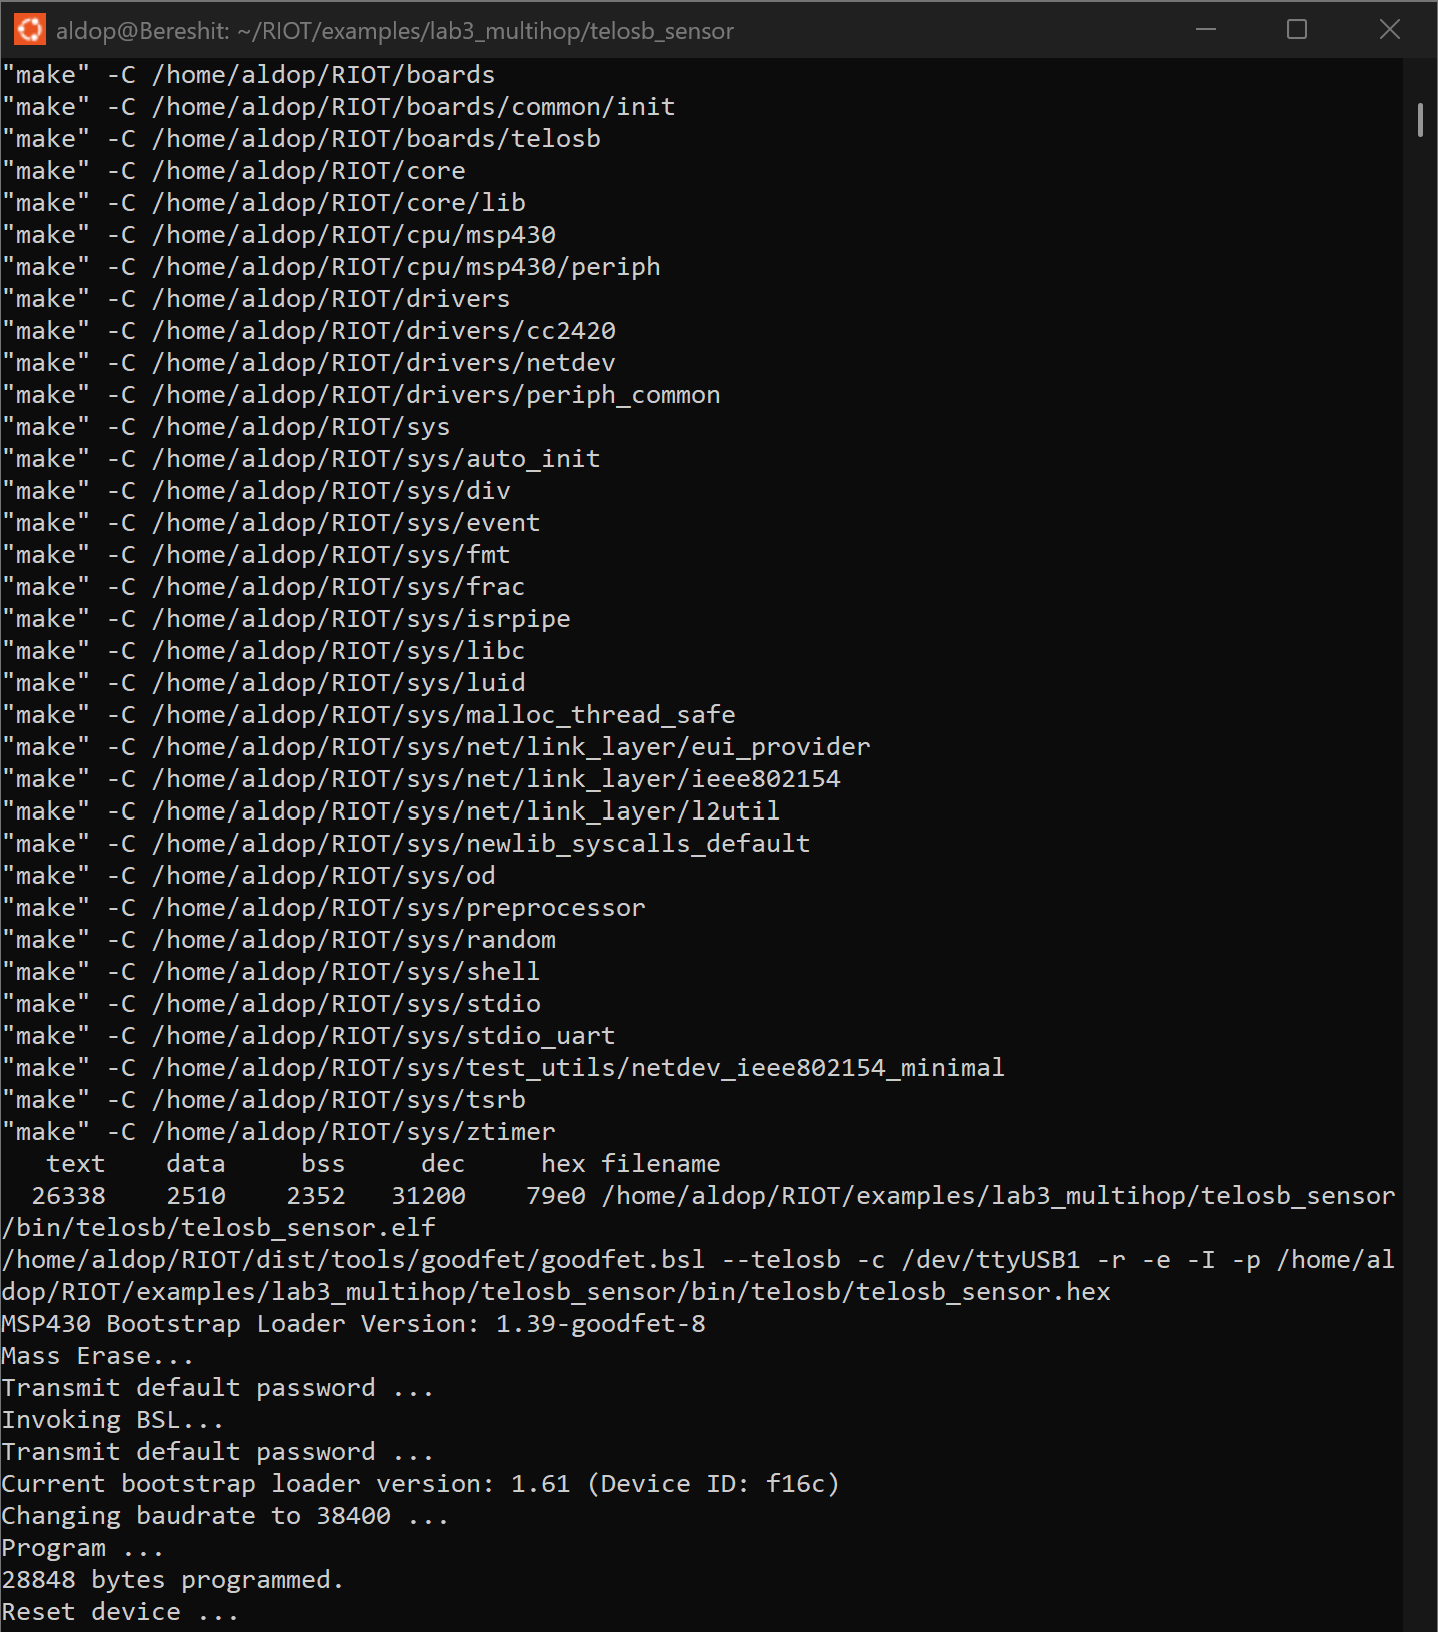 aldop@Bereshit: ~/RIOT/examples/lab3_multihop/telosb_sensor
"make" -C /home/aldop/RIOT/boards
"make" -C /home/aldop/RIOT/boards/common/init
"make" -C /home/aldop/RIOT/boards/telosb
"make" -C /home/aldop/RIOT/core
"make" -C /home/aldop/RIOT/core/lib
"make" -C /home/aldop/RIOT/cpu/msp430
"make" -C /home/aldop/RIOT/cpu/msp430/periph
"make" -C /home/aldop/RIOT/drivers
"make" -C /home/aldop/RIOT/drivers/cc2420
"make" -C /home/aldop/RIOT/drivers/netdev
"make" -C /home/aldop/RIOT/drivers/periph_common
"make" -C /home/aldop/RIOT/sys
"make" -C /home/aldop/RIOT/sys/auto_init
"make" -C /home/aldop/RIOT/sys/div
"make" -C /home/aldop/RIOT/sys/event
"make" -C /home/aldop/RIOT/sys/fmt
"make" -C /home/aldop/RIOT/sys/frac
"make" -C /home/aldop/RIOT/sys/isrpipe
"make" -C /home/aldop/RIOT/sys/libc
"make" -C /home/aldop/RIOT/sys/luid
"make" -C /home/aldop/RIOT/sys/malloc_thread_safe
"make" -C /home/aldop/RIOT/sys/net/link_layer/eui_provider
"make" -C /home/aldop/RIOT/sys/net/link_layer/ieee802154
"make" -C /home/aldop/RIOT/sys/net/link_layer/l2util
"make" -C /home/aldop/RIOT/sys/newlib_syscalls_default
"make" -C /home/aldop/RIOT/sys/od
"make" -C /home/aldop/RIOT/sys/preprocessor
"make" -C /home/aldop/RIOT/sys/random
"make" -C /home/aldop/RIOT/sys/shell
"make" -C /home/aldop/RIOT/sys/stdio
"make" -C /home/aldop/RIOT/sys/stdio_uart
"make" -C /home/aldop/RIOT/sys/test_utils/netdev_ieee802154_minimal
"make" -C /home/aldop/RIOT/sys/tsrb
"make" -C /home/aldop/RIOT/sys/ztimer
   text    data     bss     dec     hex filename
  26338    2510    2352   31200    79e0 /home/aldop/RIOT/examples/lab3_multihop/telosb_sensor
/bin/telosb/telosb_sensor.elf
/home/aldop/RIOT/dist/tools/goodfet/goodfet.bsl --telosb -c /dev/ttyUSB1 -r -e -I -p /home/al
dop/RIOT/examples/lab3_multihop/telosb_sensor/bin/telosb/telosb_sensor.hex
MSP430 Bootstrap Loader Version: 1.39-goodfet-8
Mass Erase...
Transmit default password ...
Invoking BSL...
Transmit default password ...
Current bootstrap loader version: 1.61 (Device ID: f16c)
Changing baudrate to 38400 ...
Program ...
28848 bytes programmed.
Reset device ...